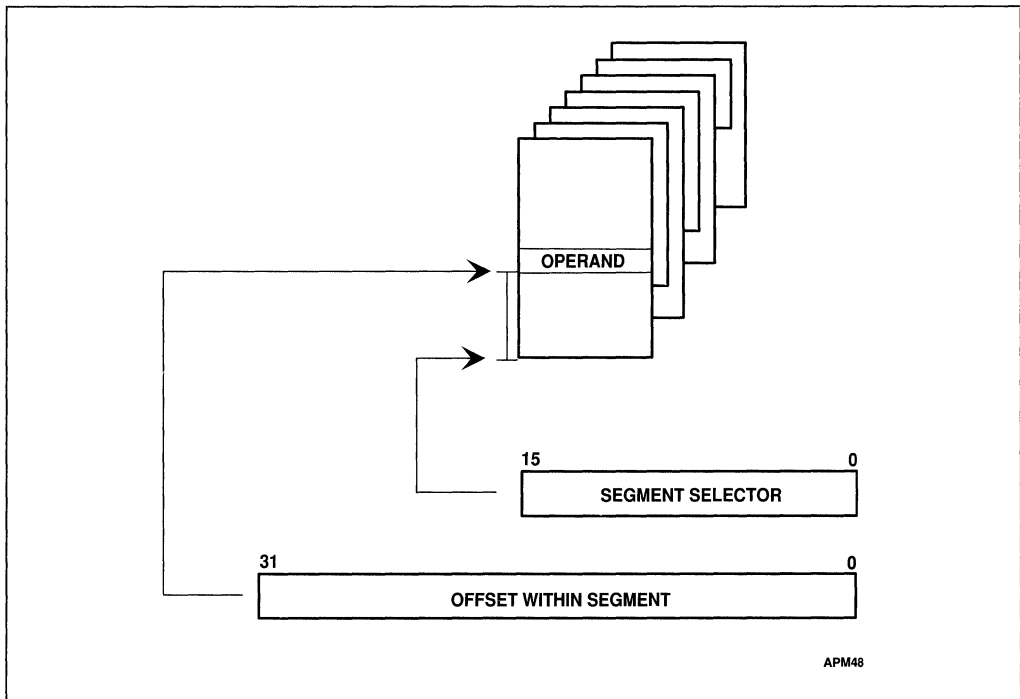 OPERAND
15 0
SEGMENT SELECTOR
31 0
OFFSET WITHIN SEGMENT
APM48